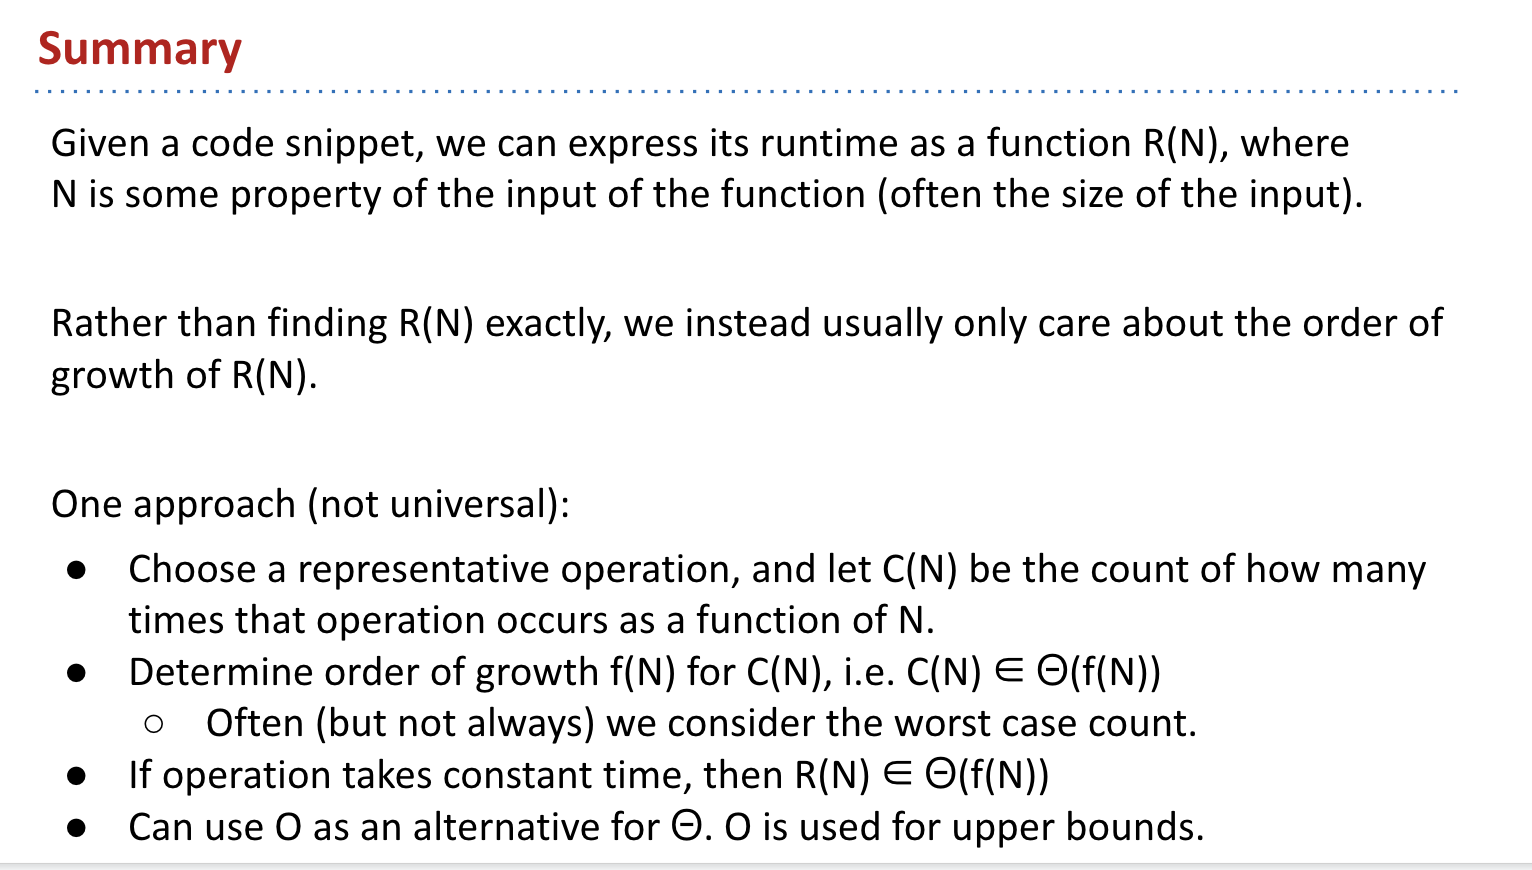 Summary
Given a code snippet, we can express its runtime as a function R(N), where
N is some property of the input of the function (often the size of the input).
Rather than finding R(N) exactly, we instead usually only care about the order of
growth of R(N).
One approach (not universal):
● Choose a representative operation, and let C(N) be the count of how many
times that operation occurs as a function of N.
● Determine order of growth f(N) for C(N), i.e. C(N) ∈ Θ(f(N))
○ Often (but not always) we consider the worst case count.
● If operation takes constant time, then R(N) ∈ Θ(f(N))
● Can use O as an alternative for Θ. O is used for upper bounds.